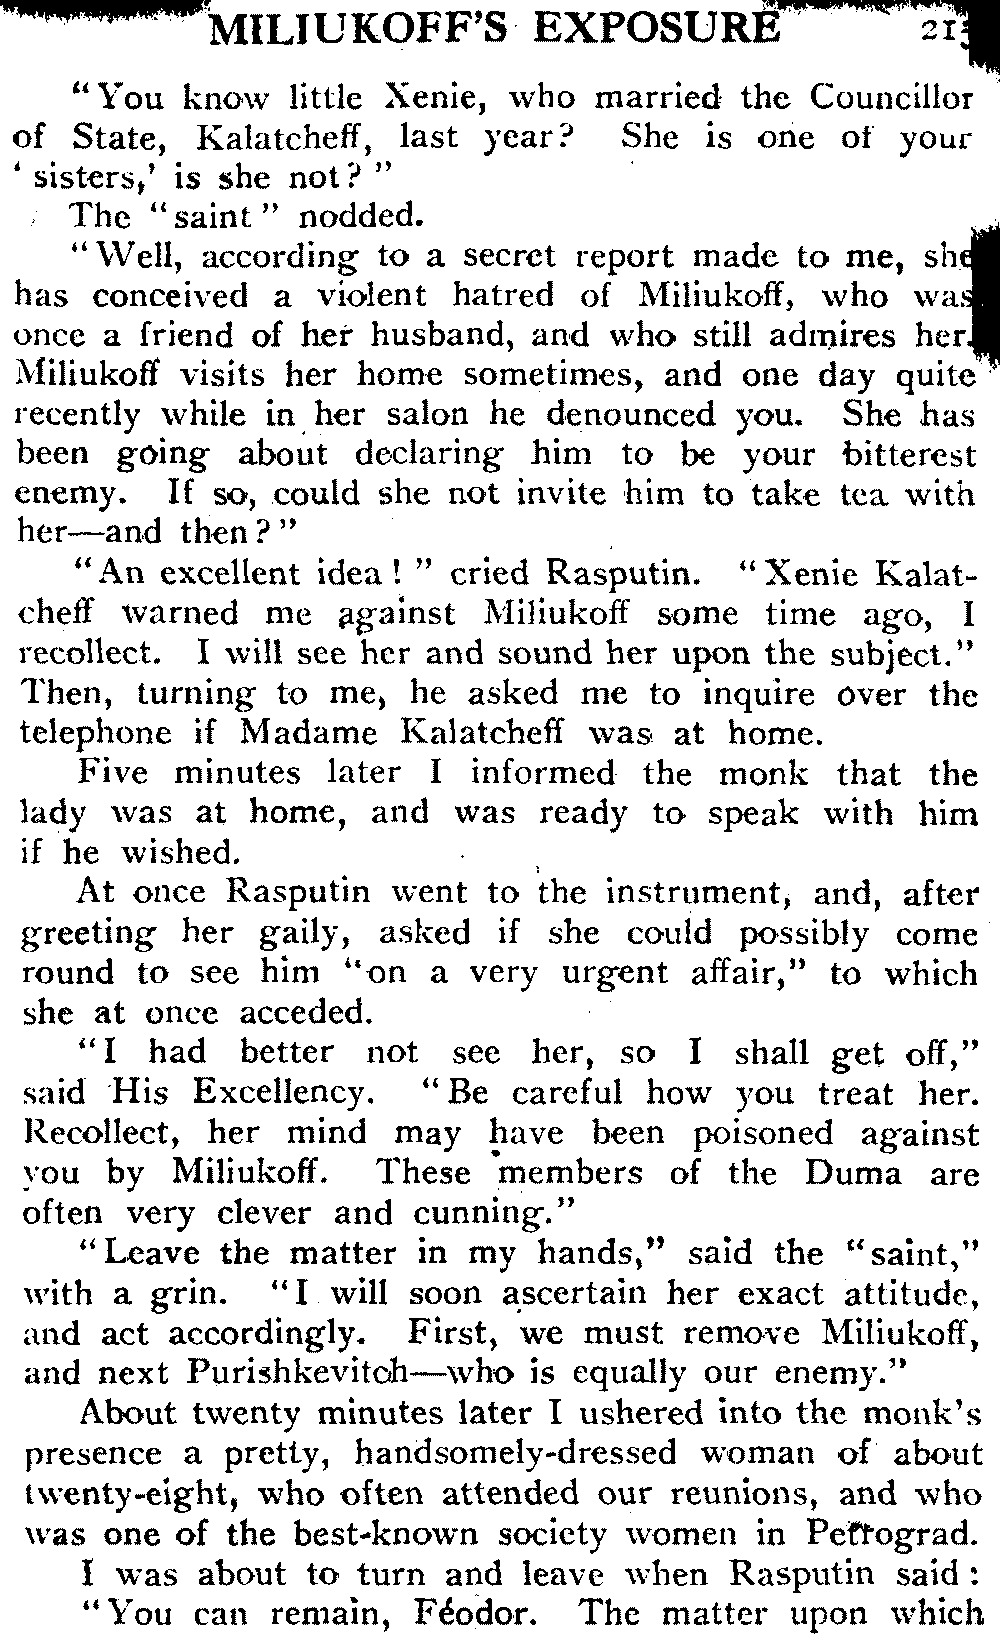 MILIUKOFF'S EXPOSURE
"You know little Xenie, who married the Councillor
of State, Kalatcheff, last year? She is one of your
'sisters,' is she not?"
The "saint" nodded.
"Well, according to a secret report made to me, she
has conceived a violent hatred of Miliukoff, who was
once a friend of her husband, and who still admires her.
Miliukoff visits her home sometimes, and one day quite
recently while in her salon he denounced you. She has
been going about declaring him to be your bitterest
enemy. If so, could she not invite him to take tea with
her—and then?"
"An excellent idea!" cried Rasputin. "Xenie Kalat-
cheff warned me against Miliukoff some time ago, I
recollect. I will see her and sound her upon the subject."
Then, turning to me, he asked me to inquire over the
telephone if Madame Kalatcheff was at home.
Five minutes later I informed the monk that the
lady was at home, and was ready to speak with him
if he wished.
At once Rasputin went to the instrument, and, after
greeting her gaily, asked if she could possibly come
round to see him "on a very urgent affair," to which
she at once acceded.
"I had better not see her, so I shall get off,"
said His Excellency. "Be careful how you treat her.
Recollect, her mind may have been poisoned against
you by Miliukoff. These members of the Duma are
often very clever and cunning."
"Leave the matter in my hands," said the "saint,"
with a grin. "I will soon ascertain her exact attitude,
and act accordingly. First, we must remove Miliukoff,
and next Purishkevitch—who is equally our enemy."
About twenty minutes later I ushered into the monk's
presence a pretty, handsomely-dressed woman of about
twenty-eight, who often attended our reunions, and who
was one of the best-known society women in Petrograd.
I was about to turn and leave when Rasputin said:
"You can remain, Féodor. The matter upon which